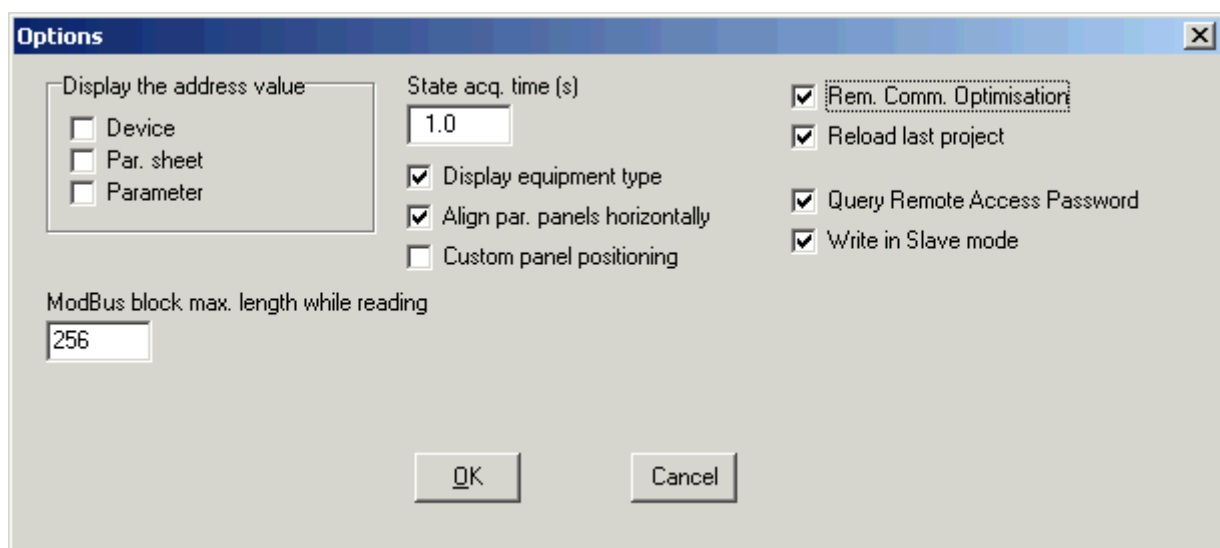 Options
Display the address value
Device
Par. sheet
Parameter
State acq. time (s)
1.0
Display equipment type
Align par. panels horizontally
Custom panel positioning
Rem. Comm. Optimisation
Reload last project
Query Remote Access Password
Write in Slave mode
ModBus block max. length while reading
256
OK
Cancel